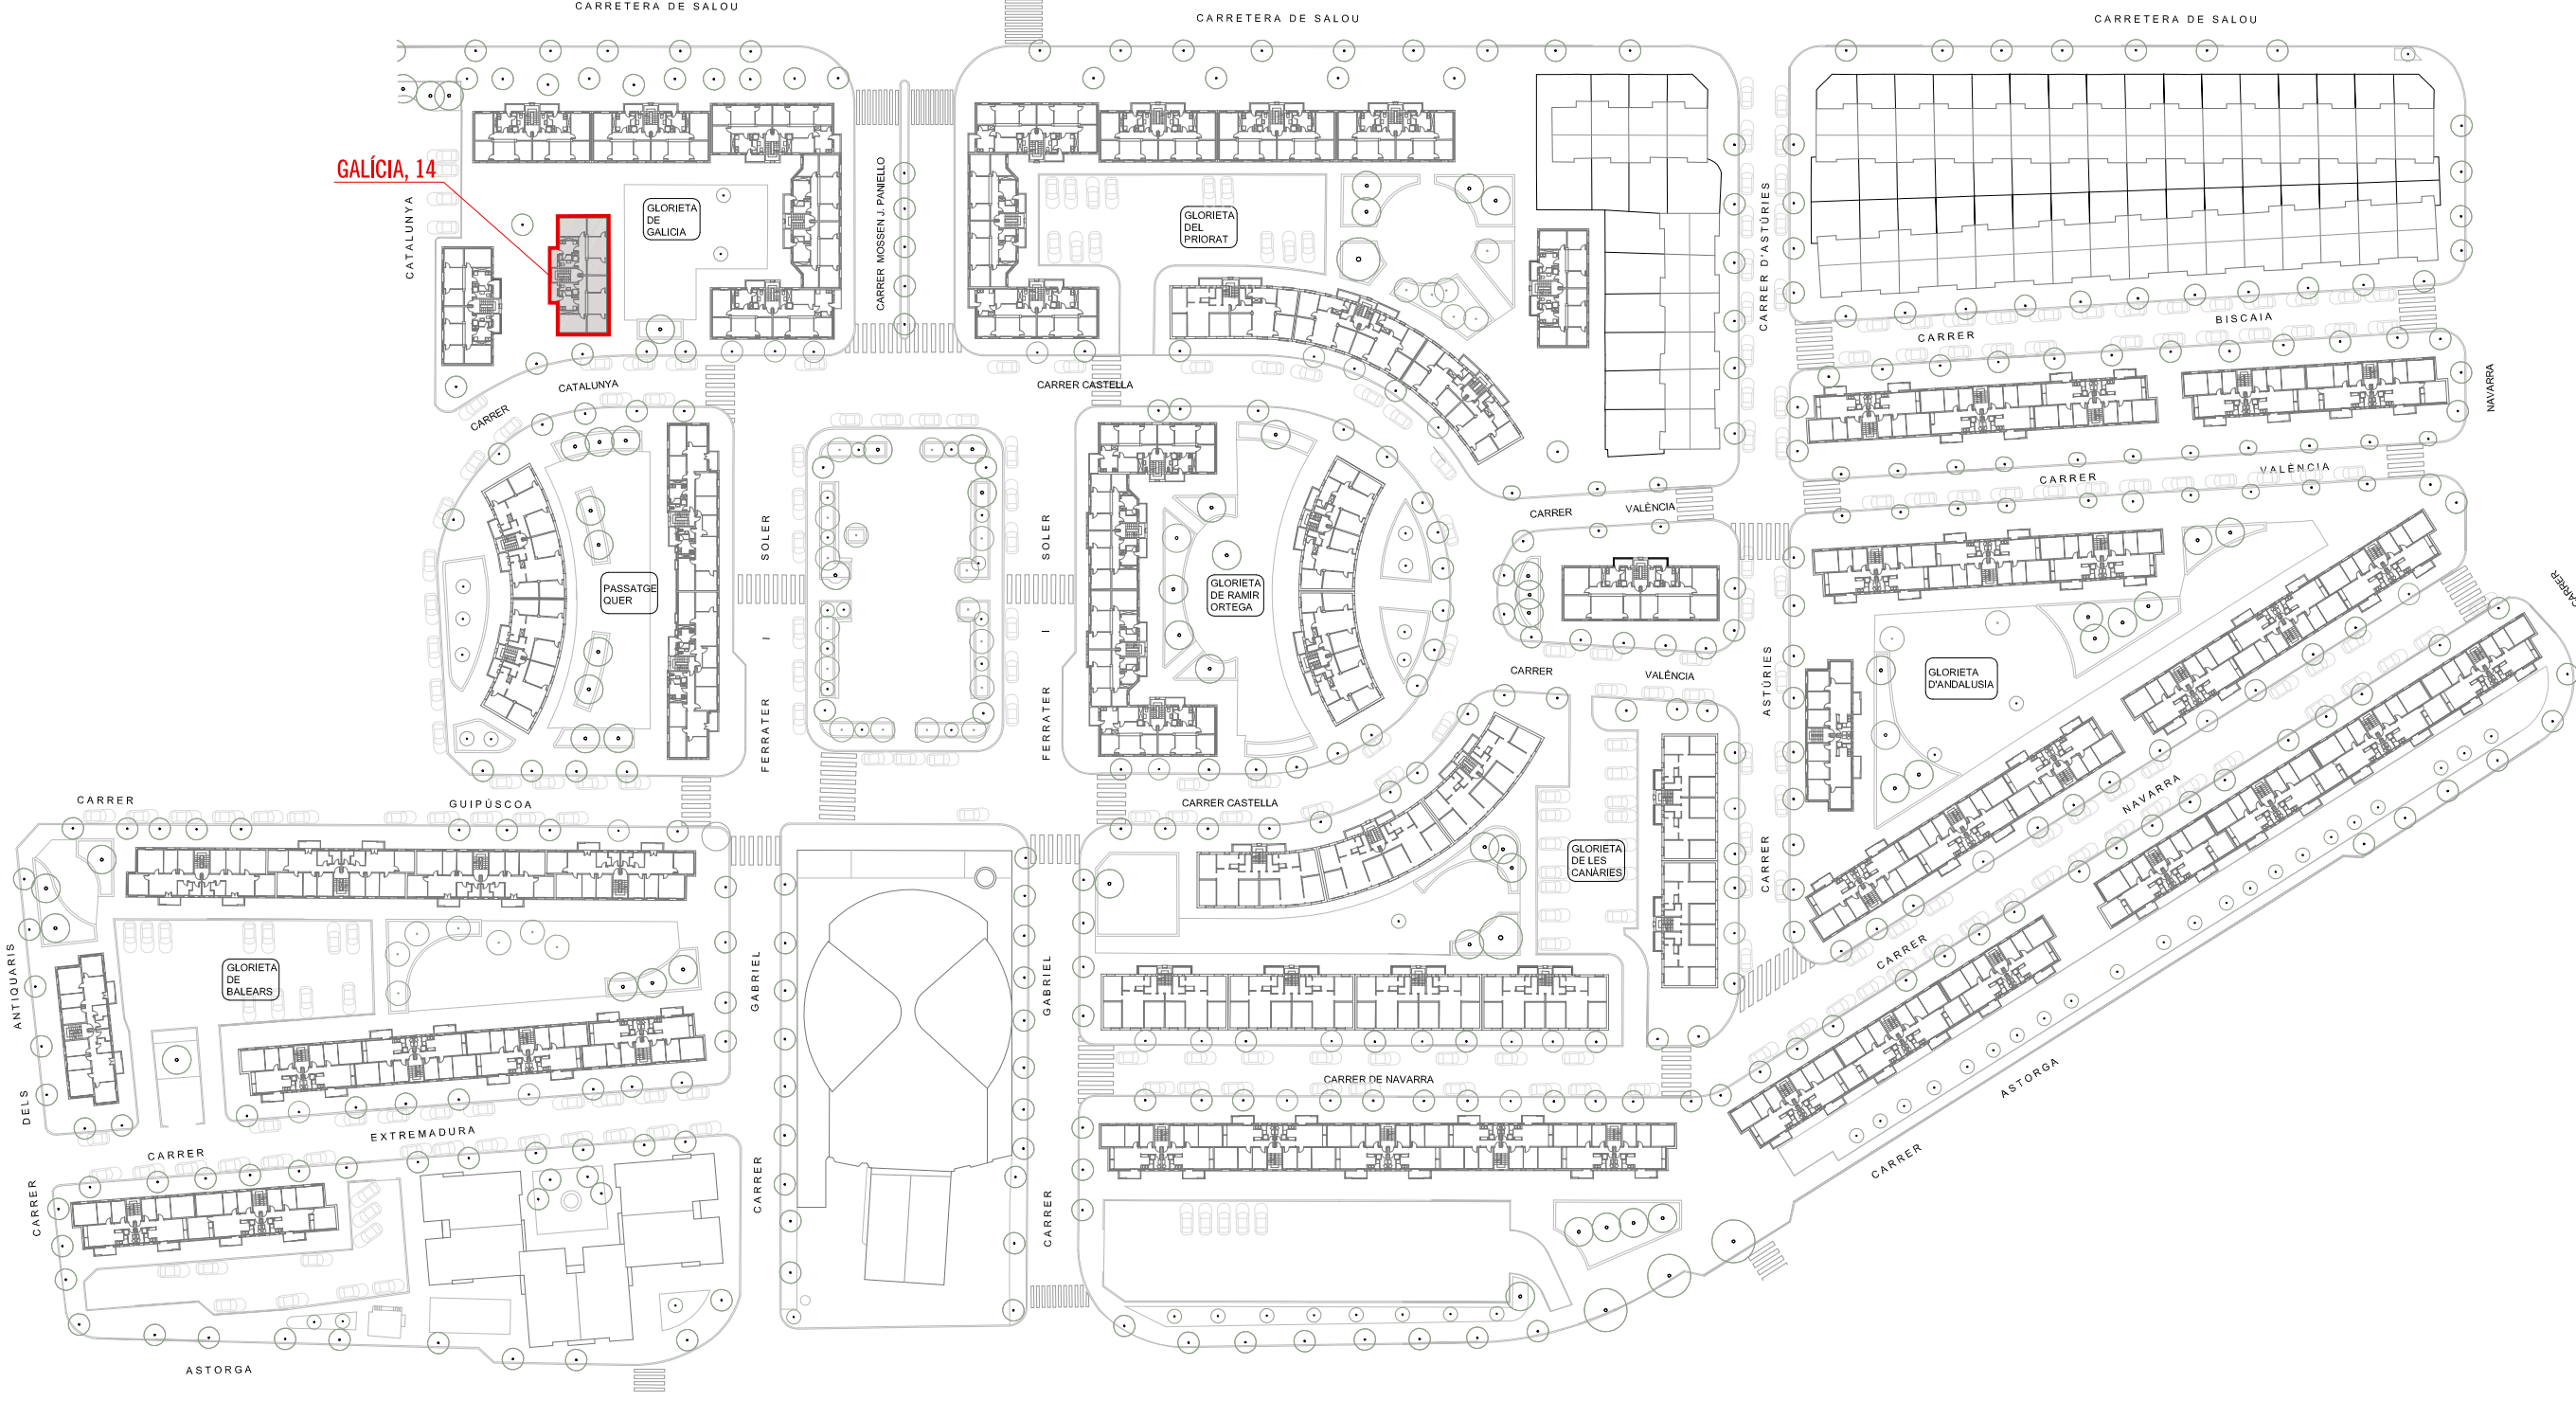 CARRETERA DE SALOU
CARRETERA DE SALOU
CARRETERA DE SALOU
GALÍCIA, 14
CATALUNYA
GLORIETA
DE
GALICIA
CARRER MOSSEN J. PANIELLO
GLORIETA
DEL
PRIORAT
CARRER D'ASTÚRIES
CARRER
BISCAIA
NAVARRA
CARRER
CATALUNYA
CARRER CASTELLA
CARRER
VALÈNCIA
CARRER
VALÈNCIA
PASSATGE
QUER
SOLER
I
FERRATER
SOLER
I
FERRATER
GLORIETA
DE RAMIR
ORTEGA
CARRER
VALÈNCIA
ASTÚRIES
GLORIETA
D'ANDALUSIA
CARRER
CARRER
GUIPÚSCOA
CARRER CASTELLA
GLORIETA
DE LES
CANÀRIES
CARRER
NAVARRA
CARRER
ANTIQUARIS
DELS
CARRER
GLORIETA
DE
BALEARS
GABRIEL
CARRER
GABRIEL
CARRER
CARRER DE NAVARRA
CARRER
EXTREMADURA
CARRER
ASTORGA
ASTORGA